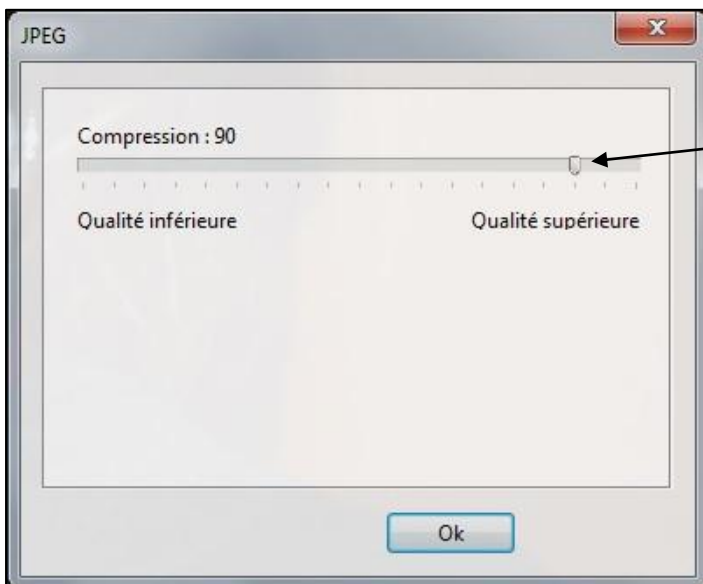 JPEG
Compression : 90
Qualité inférieure
Qualité supérieure
Ok